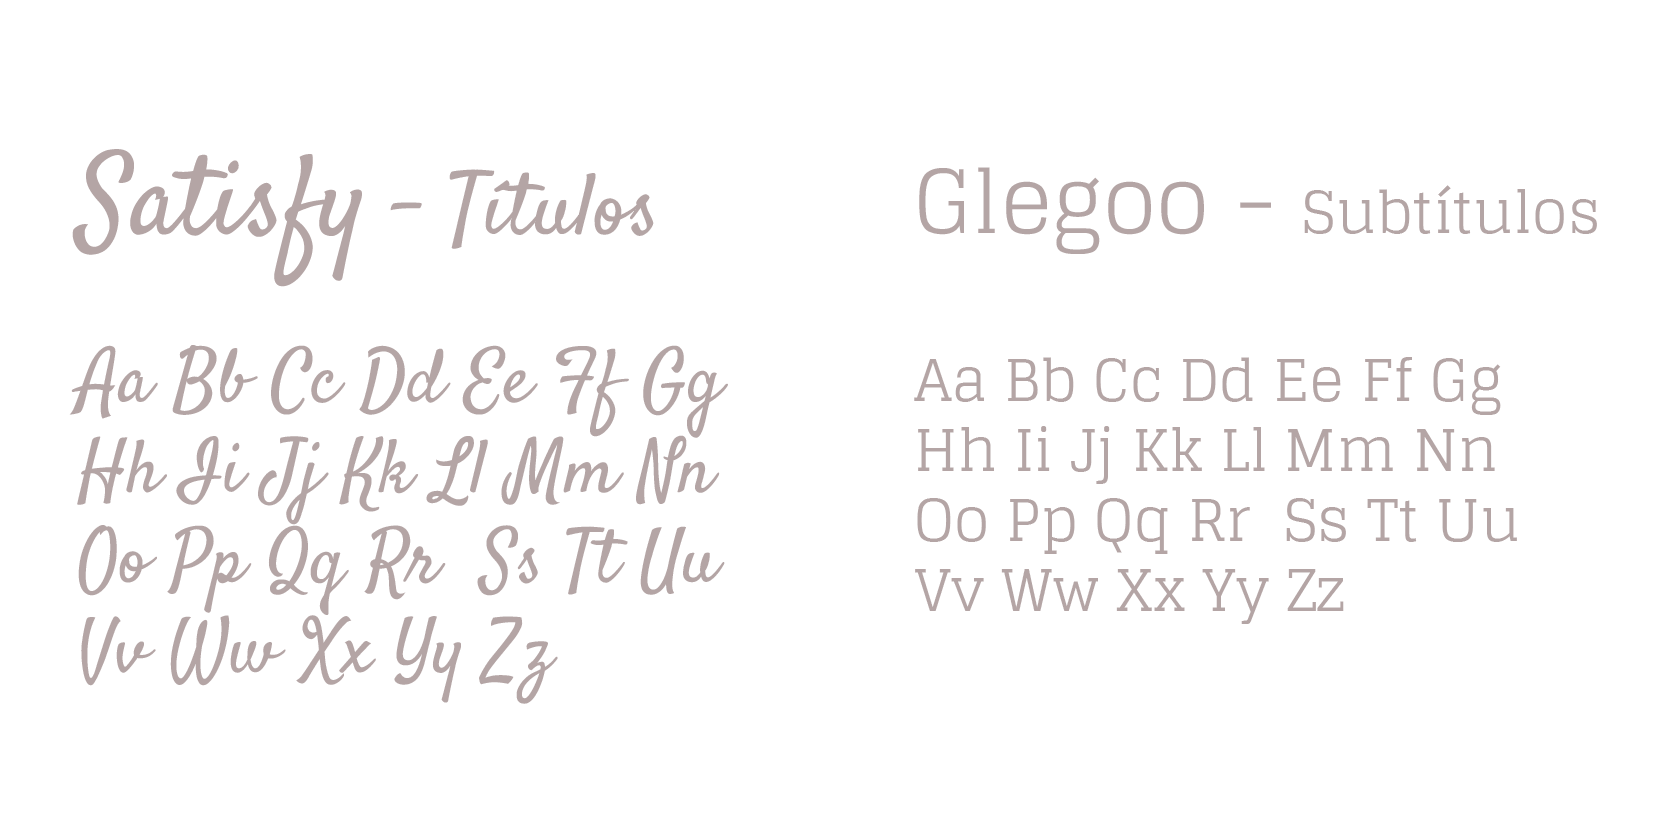 Satisfy - Títulos
Aa Bb Cc Dd Ee Ff Gg
Hh Ii Jj Kk Ll Mm Nn
Oo Pp Qq Rr Ss Tt Uu
Vv Ww Xx Yy Zz
Glegoo - Subtítulos
Aa Bb Cc Dd Ee Ff Gg
Hh Ii Jj Kk Ll Mm Nn
Oo Pp Qq Rr Ss Tt Uu
Vv Ww Xx Yy Zz